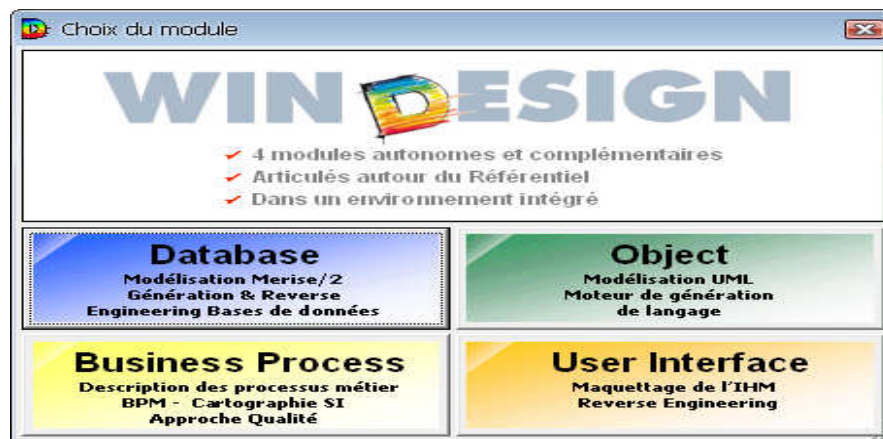 Choix du module
WIN DESIGN
4 modules autonomes et complémentaires
Articulés autour du Référentiel
Dans un environnement intégré
Database
Modélisation Merise/2
Génération & Reverse
Engineering Bases de données
Object
Modélisation UML
Moteur de génération
de langage
Business Process
Description des processus métier
BPM - Cartographie SI
Approche Qualité
User Interface
Maquettage de l'IHM
Reverse Engineering